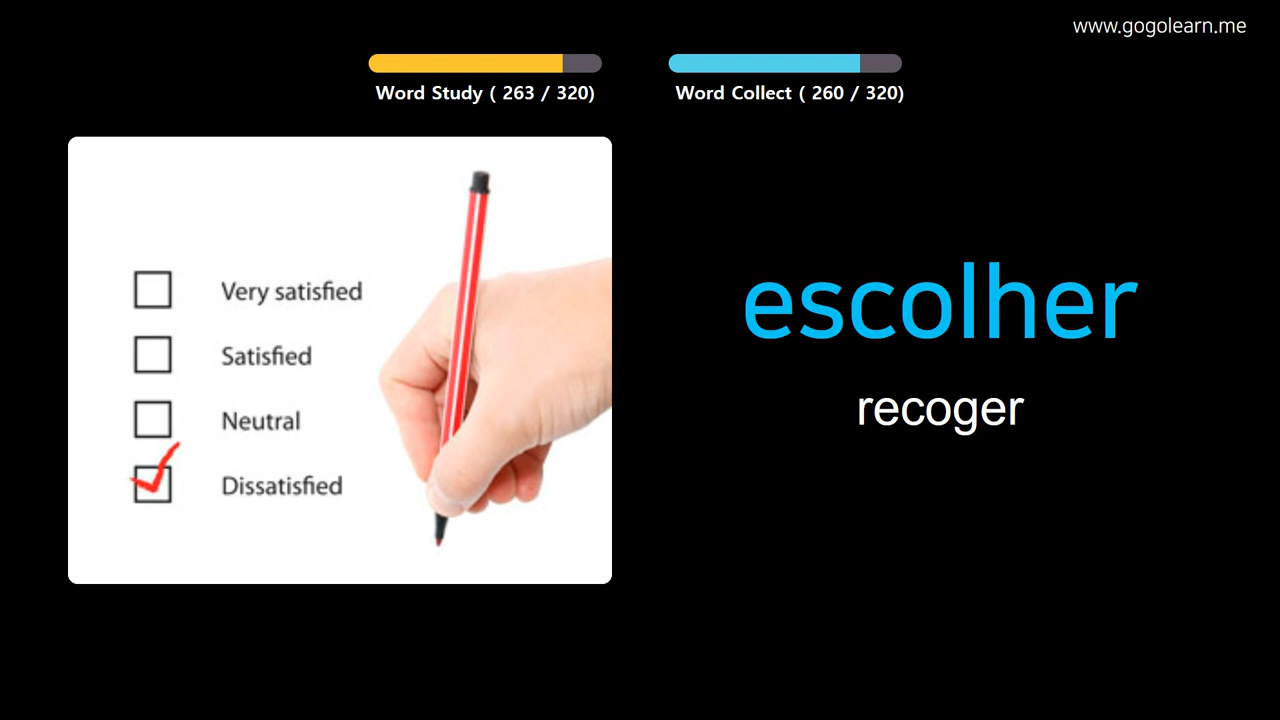 www.gogolearn.me
Word Study ( 263 / 320)
Word Collect ( 260 / 320)
Very satisfied
Satisfied
Neutral
Dissatisfied
escolher
recoger